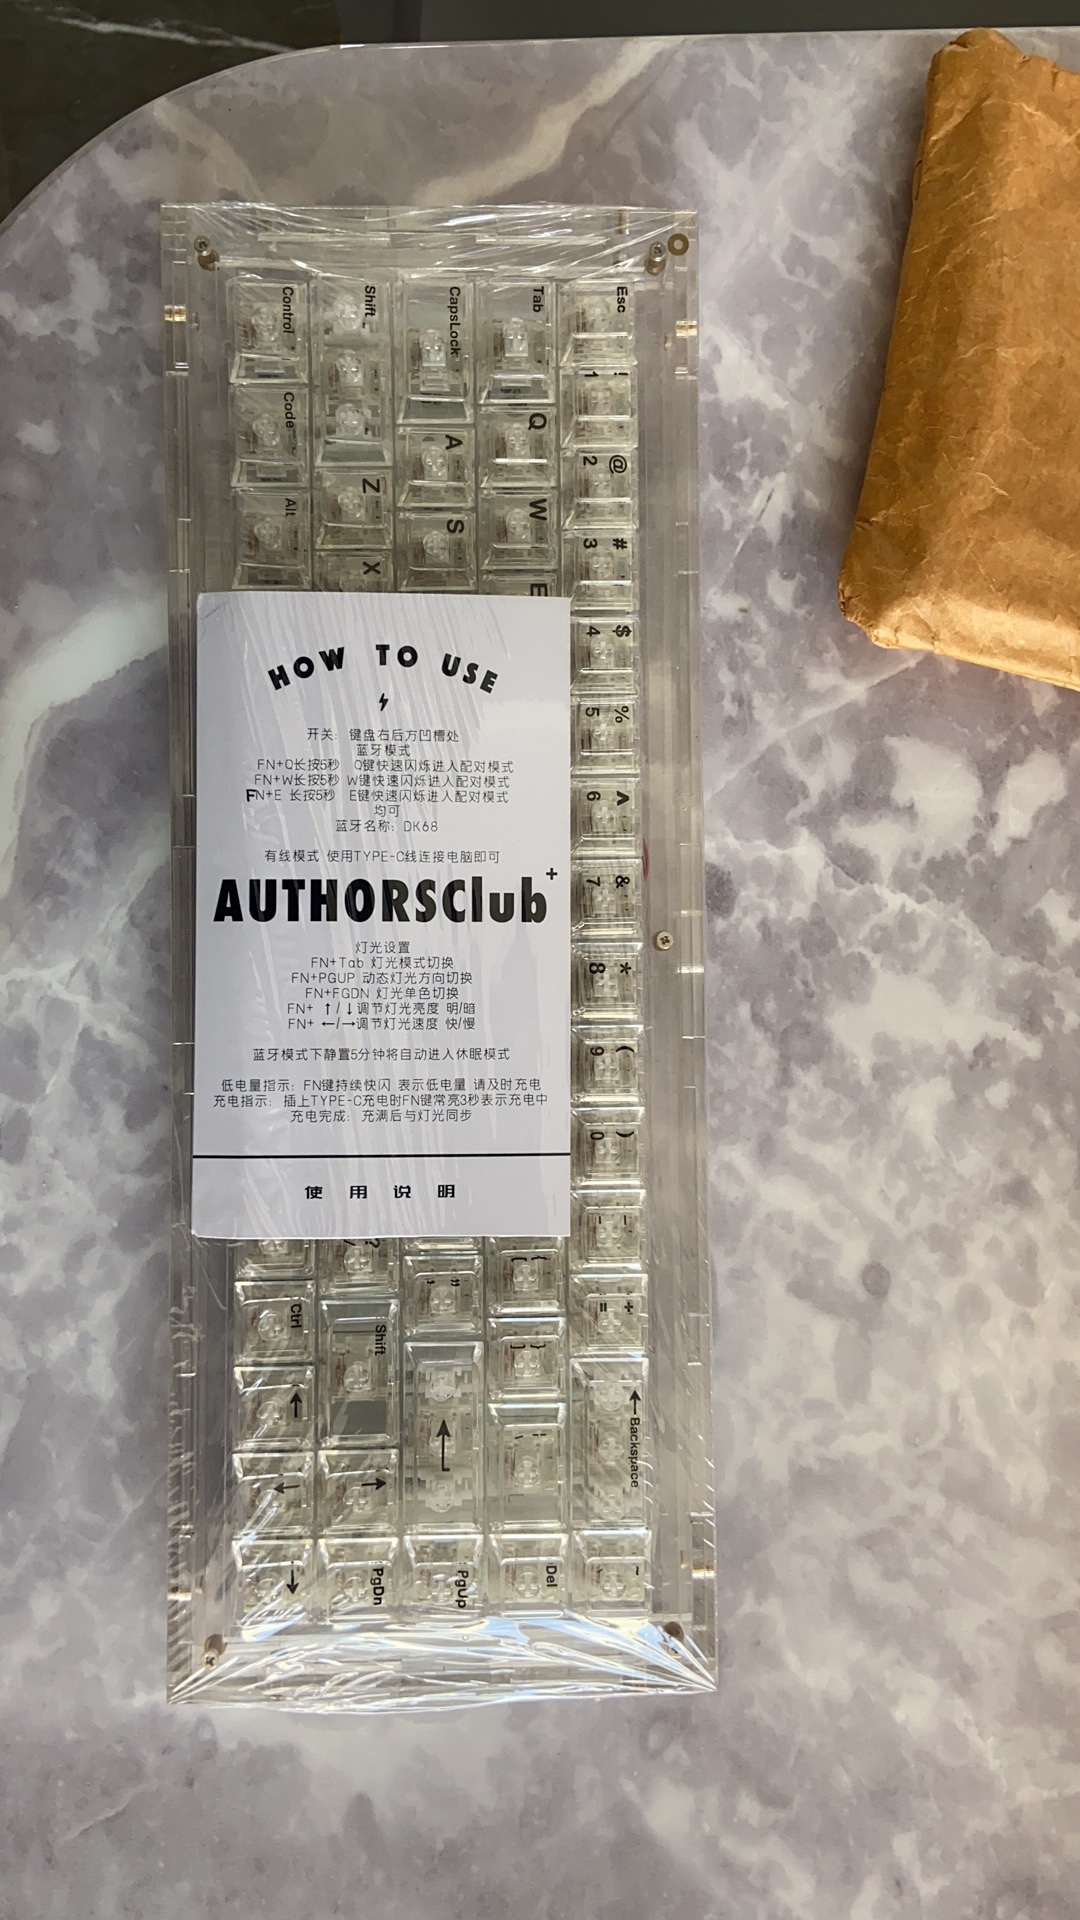 HOW TO USE
开关: 键盘右后方凹槽处
蓝牙模式
FN+Q长按5秒 Q键快速闪烁进入配对模式
FN+W长按5秒 W键快速闪烁进入配对模式
FN+E 长按5秒 E键快速闪烁进入配对模式
均可
蓝牙名称: DK68
有线模式 使用TYPE-C线连接电脑即可
AUTHORSClub+
灯光设置
FN+Tab 灯光模式切换
FN+PGUP 动态灯光方向切换
FN+FGDN 灯光单色切换
FN+ ↑/↓调节灯光亮度 明/暗
FN+ ←/→调节灯光速度 快/慢
蓝牙模式下静置5分钟将自动进入休眠模式
低电量指示: FN键持续快闪 表示低电量 请及时充电
充电指示: 插上TYPE-C充电时FN键常亮3秒表示充电中
充电完成: 充满后与灯光同步
使用说明
Esc ! 1 @ 2 # 3 $ 4 % 5 ^ 6 & 7 * 8 ( 9 ) 0 - + = ← Backspace ~
Tab Q W E { [ } ] Del
CapsLock A S " ' PgUp
Shift Z X ? / Shift ↑ PgDn
Control Code Alt Ctrl ← ↓ →